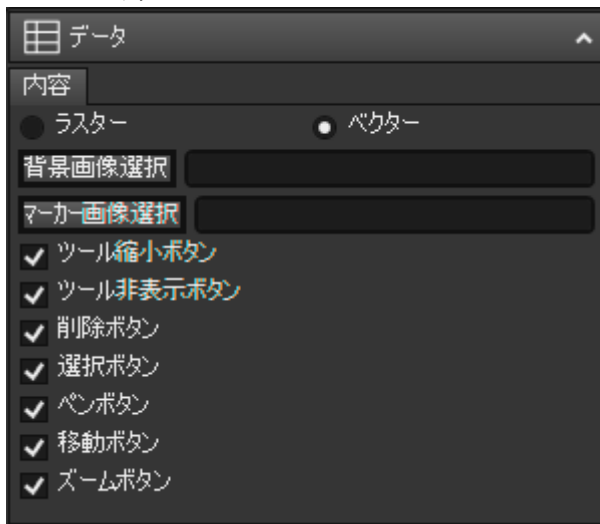 データ
内容
ラスター ベクター
背景画像選択
マーカー画像選択
ツール縮小ボタン
ツール非表示ボタン
削除ボタン
選択ボタン
ペンボタン
移動ボタン
ズームボタン